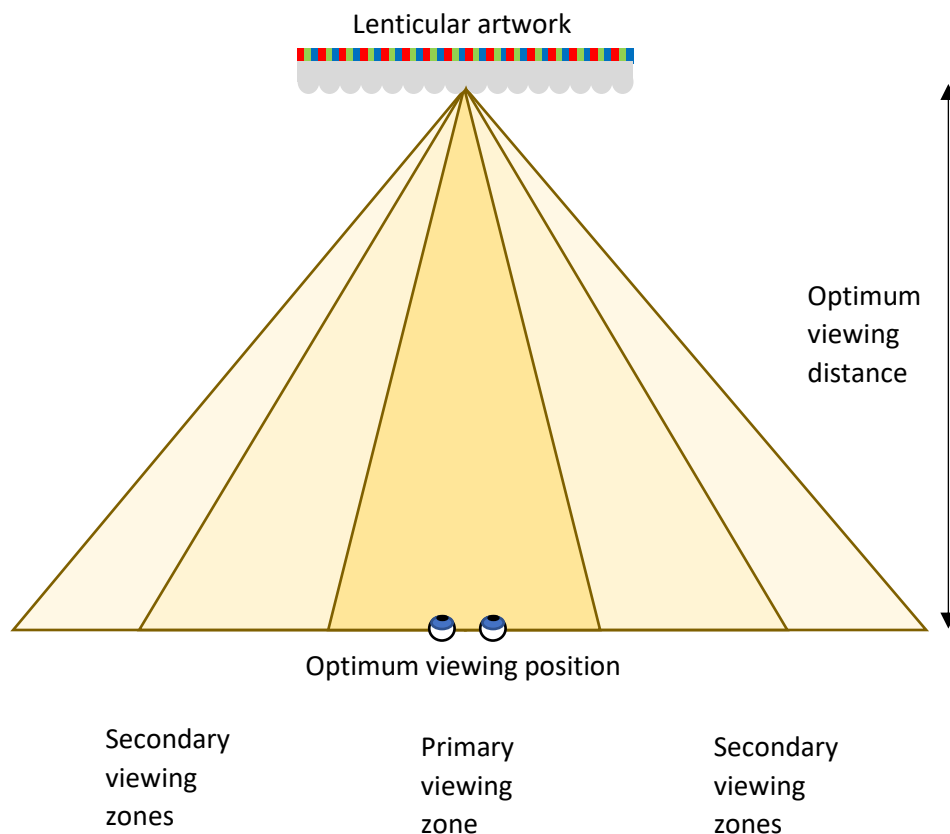 Lenticular artwork
Optimum
viewing
distance
Optimum viewing position
Secondary
viewing
zones
Primary
viewing
zone
Secondary
viewing
zones